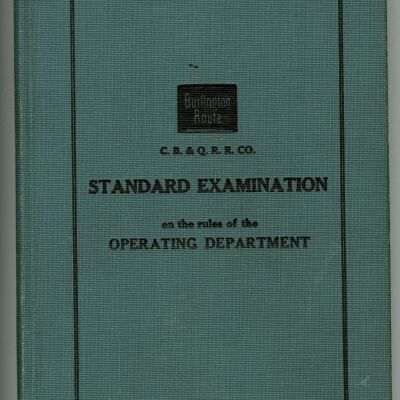 Burlington
Route
C. B. & Q. R. R. CO.
STANDARD EXAMINATION
on the rules of the
OPERATING DEPARTMENT